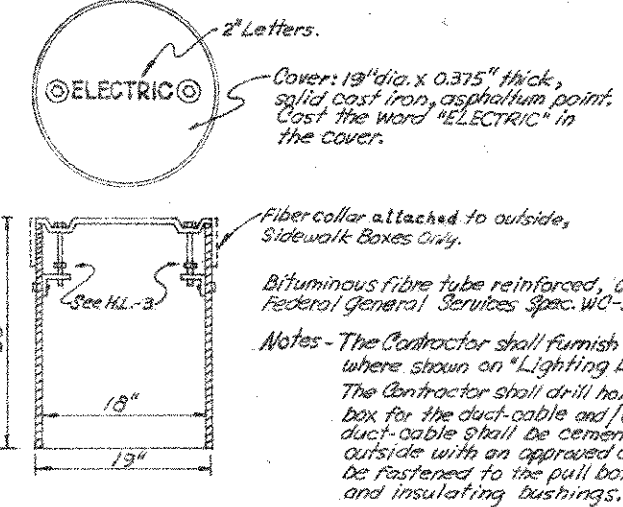 2" Letters.
ELECTRIC
Cover: 19" dia. x 0.375" thick,
solid cast iron, asphaltum paint.
Cast the word "ELECTRIC" in
the cover.
Fiber collar attached to outside,
Sidewalk Boxes Only.
See H.L.-3
Bituminous fibre tube reinforced,
Federal General Services Spec. WC-
Notes - The Contractor shall furnish
where shown on "Lighting
The Contractor shall drill
box for the duct-cable and/
duct-cable shall be
outside with an approved
be fastened to the pull box
and insulating bushings.
18"
19"